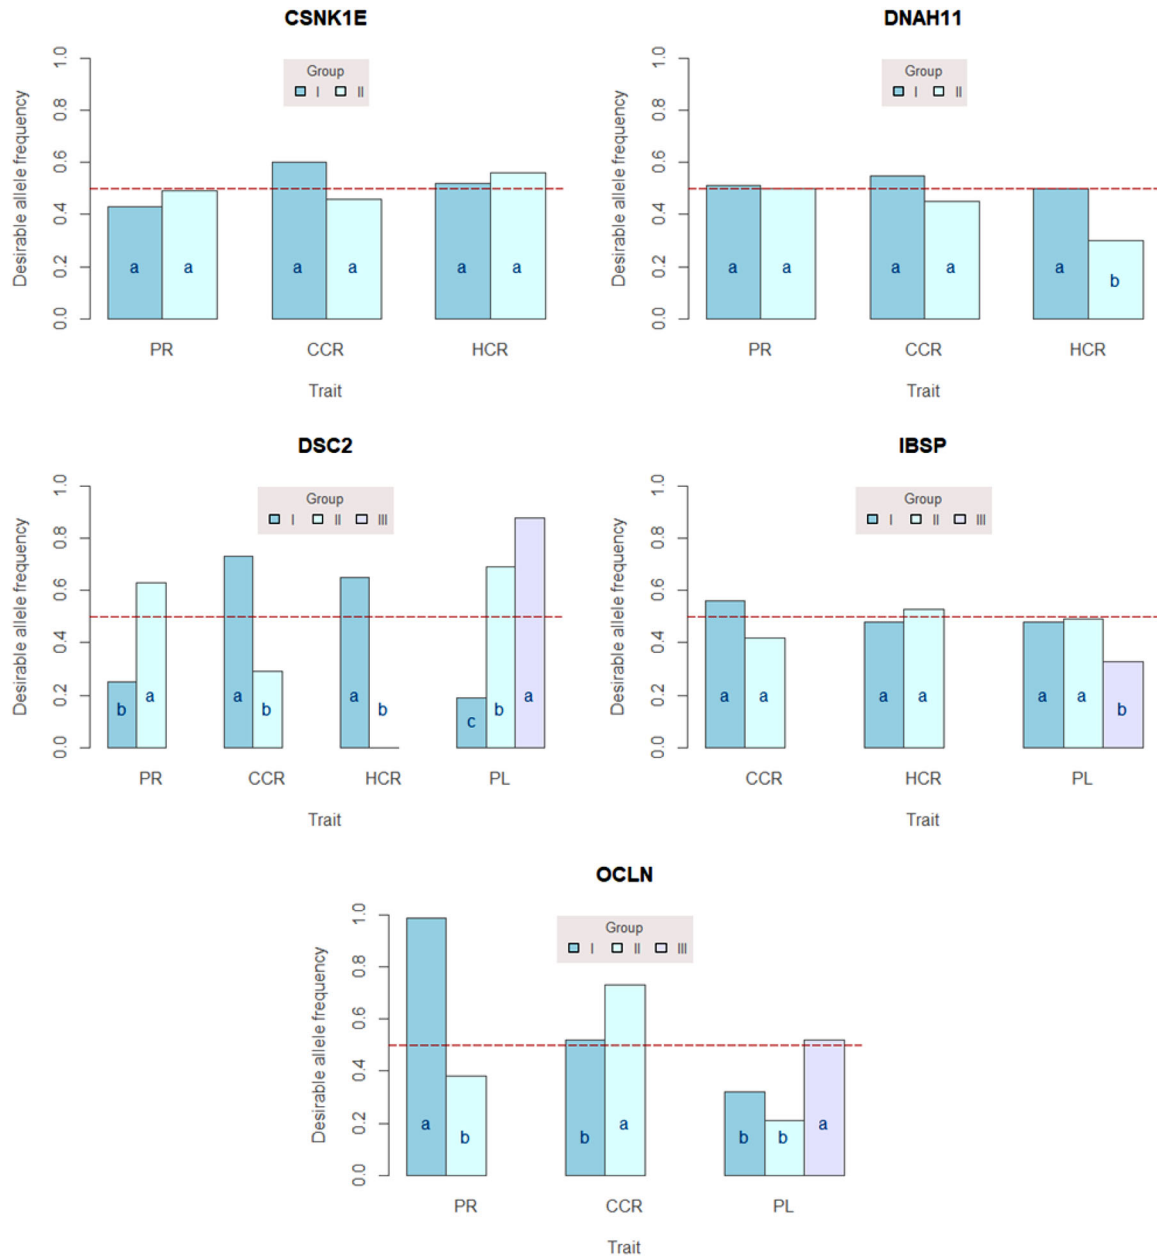 CSNK1E
Desirable allele frequency
1.0
0.8
0.6
0.4
0.2
0.0
Group
I II
a a a a a a
PR CCR HCR
Trait
DNAH11
Desirable allele frequency
1.0
0.8
0.6
0.4
0.2
0.0
Group
I II
a a a a a b
PR CCR HCR
Trait
DSC2
Desirable allele frequency
1.0
0.8
0.6
0.4
0.2
0.0
Group
I II III
b a a b a b c b a
PR CCR HCR PL
Trait
IBSP
Desirable allele frequency
1.0
0.8
0.6
0.4
0.2
0.0
Group
I II III
a a a a a a b
CCR HCR PL
Trait
OCLN
Desirable allele frequency
1.0
0.8
0.6
0.4
0.2
0.0
Group
I II III
a b b a b b a
PR CCR PL
Trait